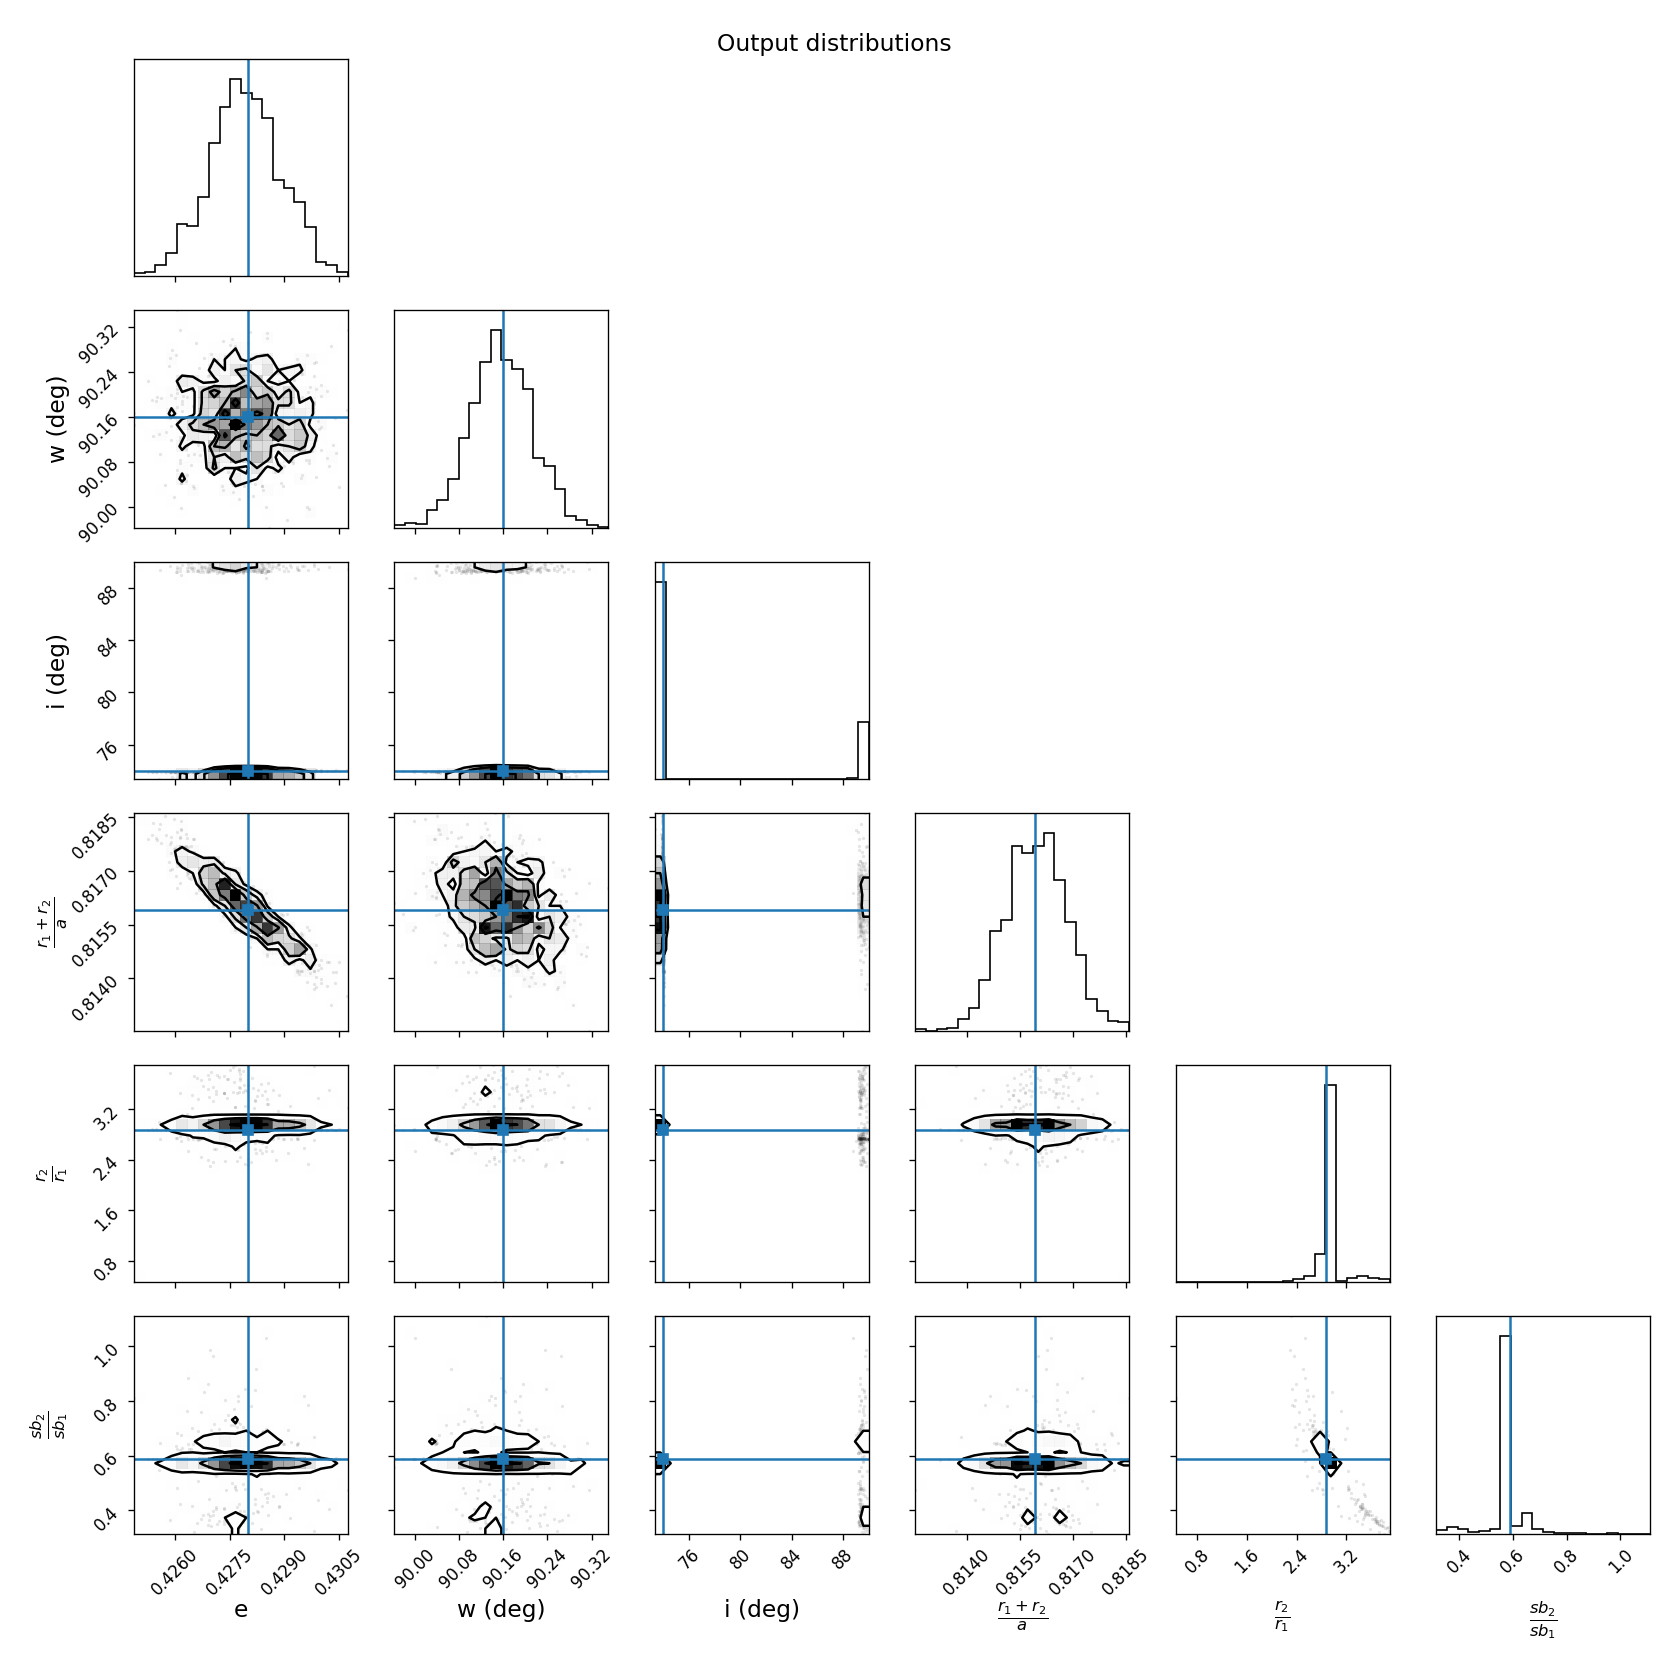 Output distributions
w (deg)
90.32
90.24
90.16
90.08
90.00
i (deg)
88
84
80
76
r₁ + r₂
a
0.8185
0.8170
0.8155
0.8140
r₂
r₁
3.2
2.4
1.6
0.8
sb₂
sb₁
1.0
0.8
0.6
0.4
0.4260 0.4275 0.4290 0.4305 90.00 90.08 90.16 90.24 90.32 76 80 84 88 0.8140 0.8155 0.8170 0.8185 0.8 1.6 2.4 3.2 0.4 0.6 0.8 1.0
e w (deg) i (deg)
r₁ + r₂
a
r₂
r₁
sb₂
sb₁